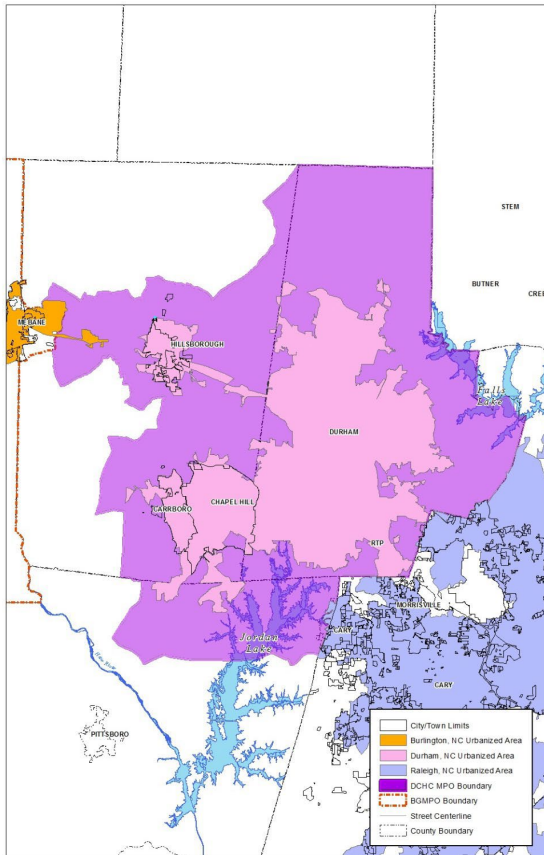 STEM
BUTNER
CREE
MEBANE
HILLSBOROUGH
Falls
Lake
DURHAM
CHAPEL HILL
CARRBORO
RTP
MORRISVILLE
CARY
Jordan
Lake
CARY
PITTSBORO
City/Town Limits
Burlington, NC Urbanized Area
Durham, NC Urbanized Area
Raleigh, NC Urbanized Area
DCHC MPO Boundary
BGMPO Boundary
Street Centerline
County Boundary